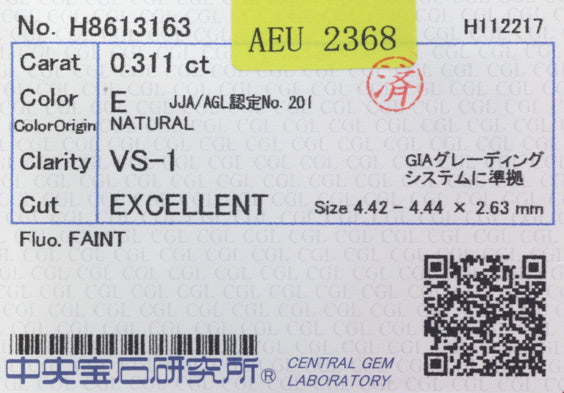 No. H8613163
AEU 2368
H112217
Carat 0.311 ct
済
Color E JJA/AGL認定No. 201
ColorOrigin NATURAL
Clarity VS-1
GIAグレーディング
システムに準拠
Cut EXCELLENT Size 4.42 - 4.44 × 2.63 mm
Fluo. FAINT
中央宝石研究所® CENTRAL GEM
LABORATORY